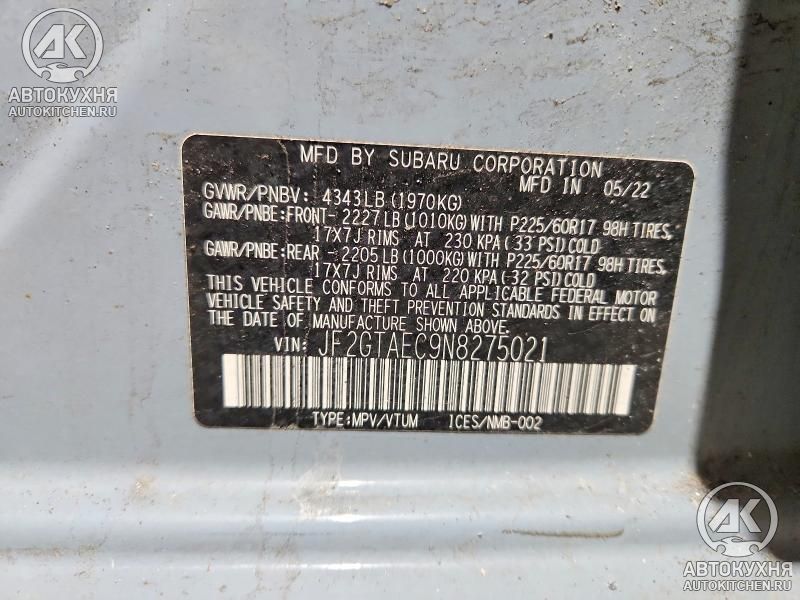 АК
АВТОКУХНЯ
AUTOKITCHEN.RU
MFD BY SUBARU CORPORATION
MFD IN 05/22
GVWR/PNBV: 4343LB (1970KG)
GAWR/PNBE:FRONT- 2227LB (1010KG) WITH P225/60R17 98H TIRES,
17X7J RIMS AT 230 KPA (33 PSI) COLD
GAWR/PNBE:REAR - 2205LB (1000KG) WITH P225/60R17 98H TIRES,
17X7J RIMS AT 220 KPA (32 PSI) COLD
THIS VEHICLE CONFORMS TO ALL APPLICABLE FEDERAL MOTOR
VEHICLE SAFETY AND THEFT PREVENTION STANDARDS IN EFFECT ON
THE DATE OF MANUFACTURE SHOWN ABOVE.
VIN: JF2GTAEC9N8275021
TYPE:MPV/VTUM ICES/NMB-002
АК
АВТОКУХНЯ
AUTOKITCHEN.RU